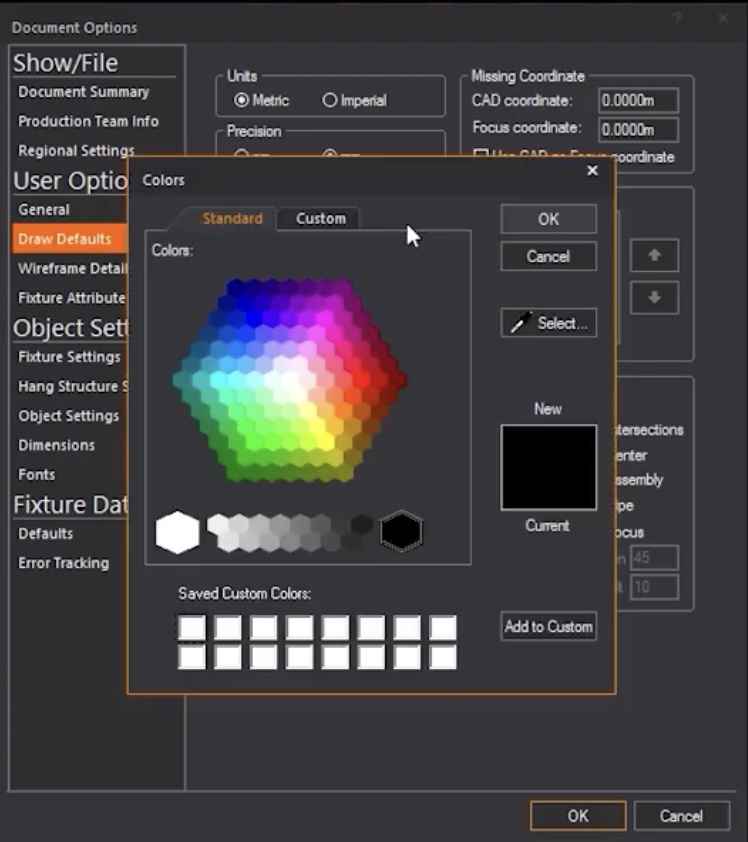 Document Options
?
×
Show/File
Document Summary
Production Team Info
Regional Settings
User Optio
General
Draw Defaults
Wireframe Detail
Fixture Attribute
Object Sett
Fixture Settings
Hang Structure S
Object Settings
Dimensions
Fonts
Fixture Dat
Defaults
Error Tracking
Units
Metric
Imperial
Precision
Missing Coordinate
CAD coordinate:
0.0000m
Focus coordinate:
0.0000m
coordinate
Colors
×
Standard
Custom
Colors:
OK
Cancel
Select...
New
Current
Saved Custom Colors:
Add to Custom
tersections
enter
ssembly
ipe
ocus
45
10
OK
Cancel